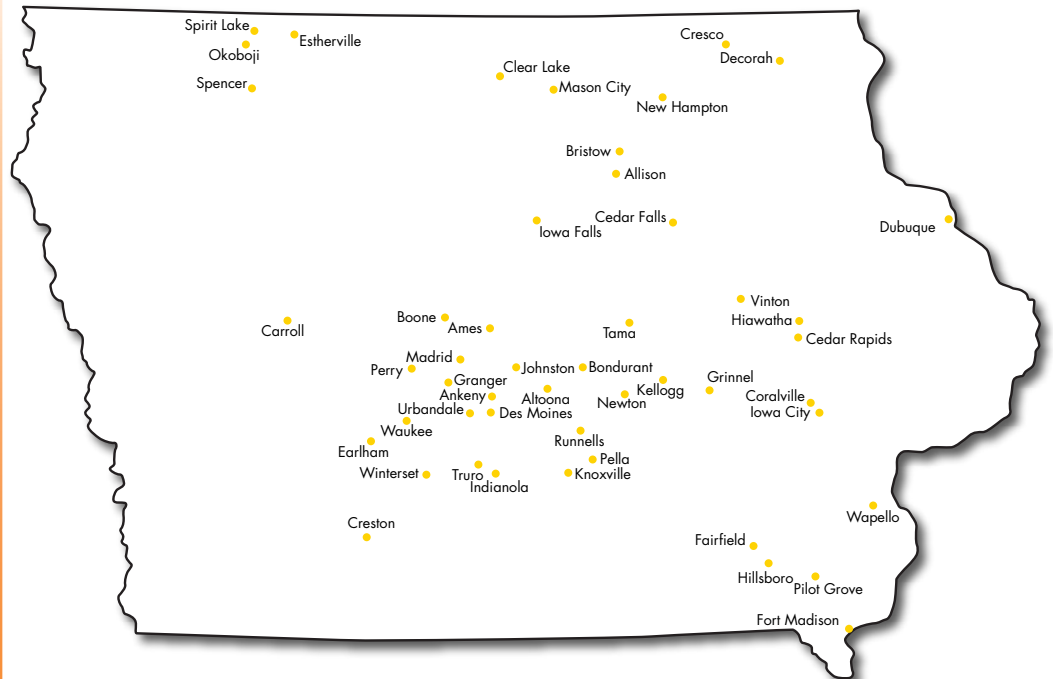 Spirit Lake
Estherville
Okoboji
Spencer
Cresco
Decorah
Clear Lake
Mason City
New Hampton
Bristow
Allison
Cedar Falls
Iowa Falls
Dubuque
Vinton
Hiawatha
Cedar Rapids
Carroll
Boone
Ames
Tama
Madrid
Perry
Johnston
Bondurant
Granger
Kellogg
Grinnel
Ankeny
Altoona
Newton
Coralville
Urbandale
Des Moines
Iowa City
Waukee
Runnells
Earlham
Pella
Winterset
Truro
Knoxville
Indianola
Creston
Wapello
Fairfield
Hillsboro
Pilot Grove
Fort Madison